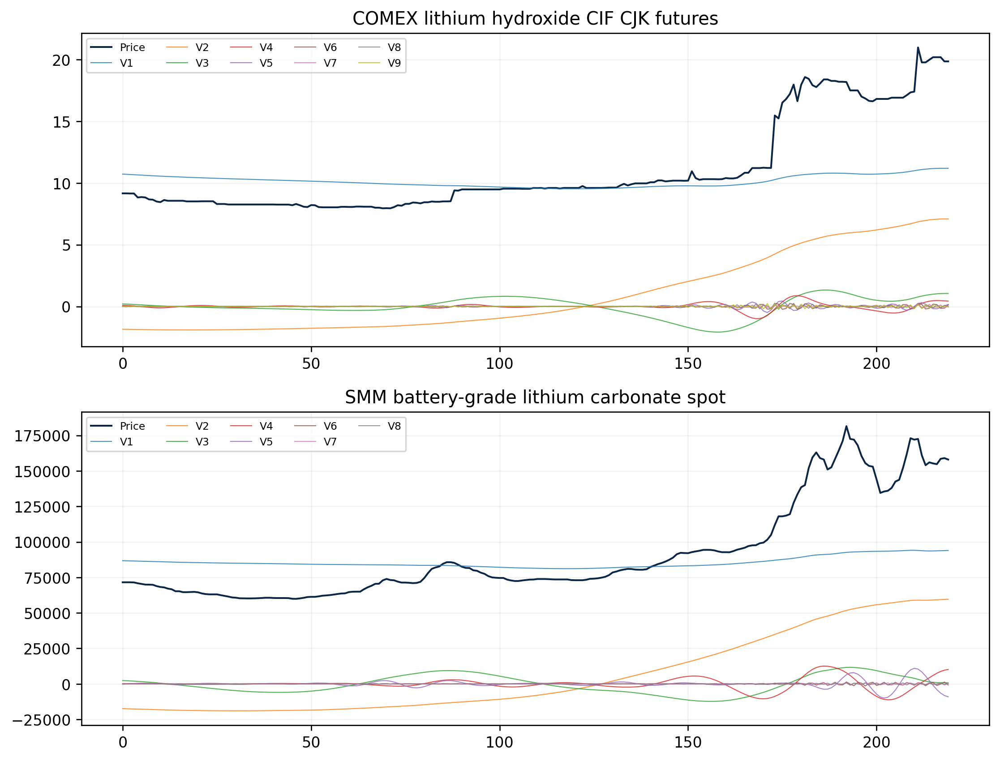 COMEX lithium hydroxide CIF CJK futures
Price V2 V4 V6 V8
V1 V3 V5 V7 V9
20
15
10
5
0
0 50 100 150 200
SMM battery-grade lithium carbonate spot
Price V2 V4 V6 V8
V1 V3 V5 V7
175000
150000
125000
100000
75000
50000
25000
0
−25000
0 50 100 150 200